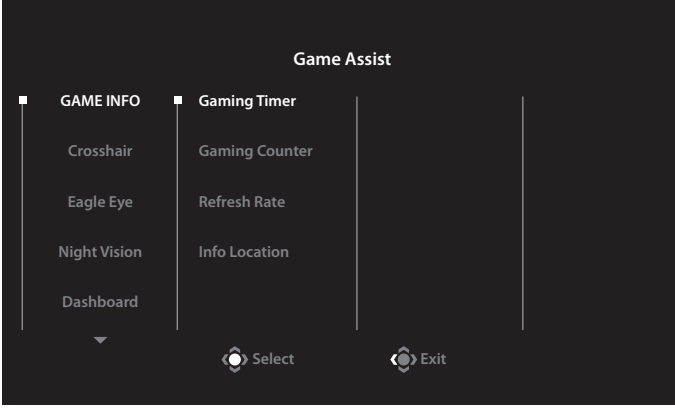 Game Assist
GAME INFO Gaming Timer
Crosshair Gaming Counter
Eagle Eye Refresh Rate
Night Vision Info Location
Dashboard
Select Exit